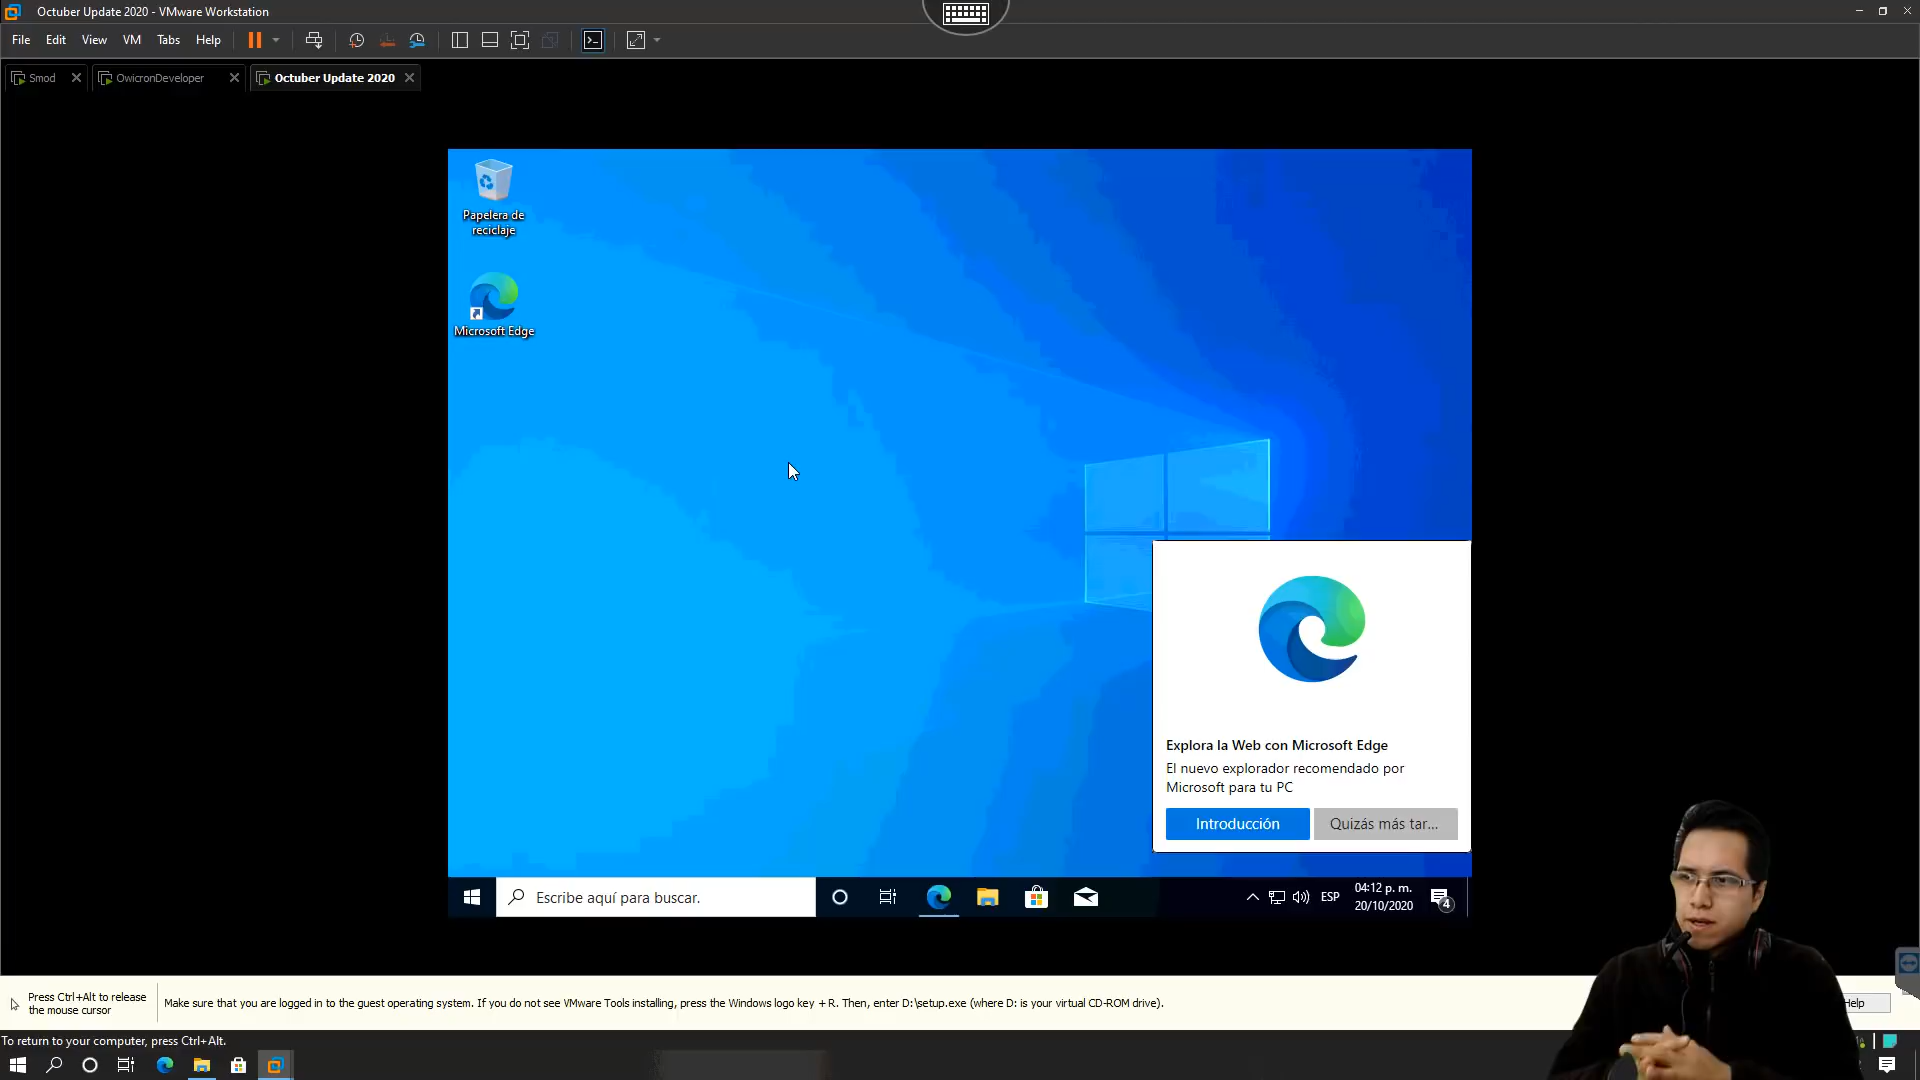 Octuber Update 2020 - VMware Workstation
File Edit View VM Tabs Help
Smod OwicronDeveloper Octuber Update 2020
Papelera de
reciclaje
Microsoft Edge
Explora la Web con Microsoft Edge
El nuevo explorador recomendado por
Microsoft para tu PC
Introducción Quizás más tar...
Escribe aquí para buscar.
ESP
04:12 p. m.
20/10/2020
4
Press Ctrl+Alt to release
the mouse cursor
Make sure that you are logged in to the guest operating system. If you do not see VMware Tools installing, press the Windows logo key + R. Then, enter D:\setup.exe (where D: is your virtual CD-ROM drive).
Help
To return to your computer, press Ctrl+Alt.